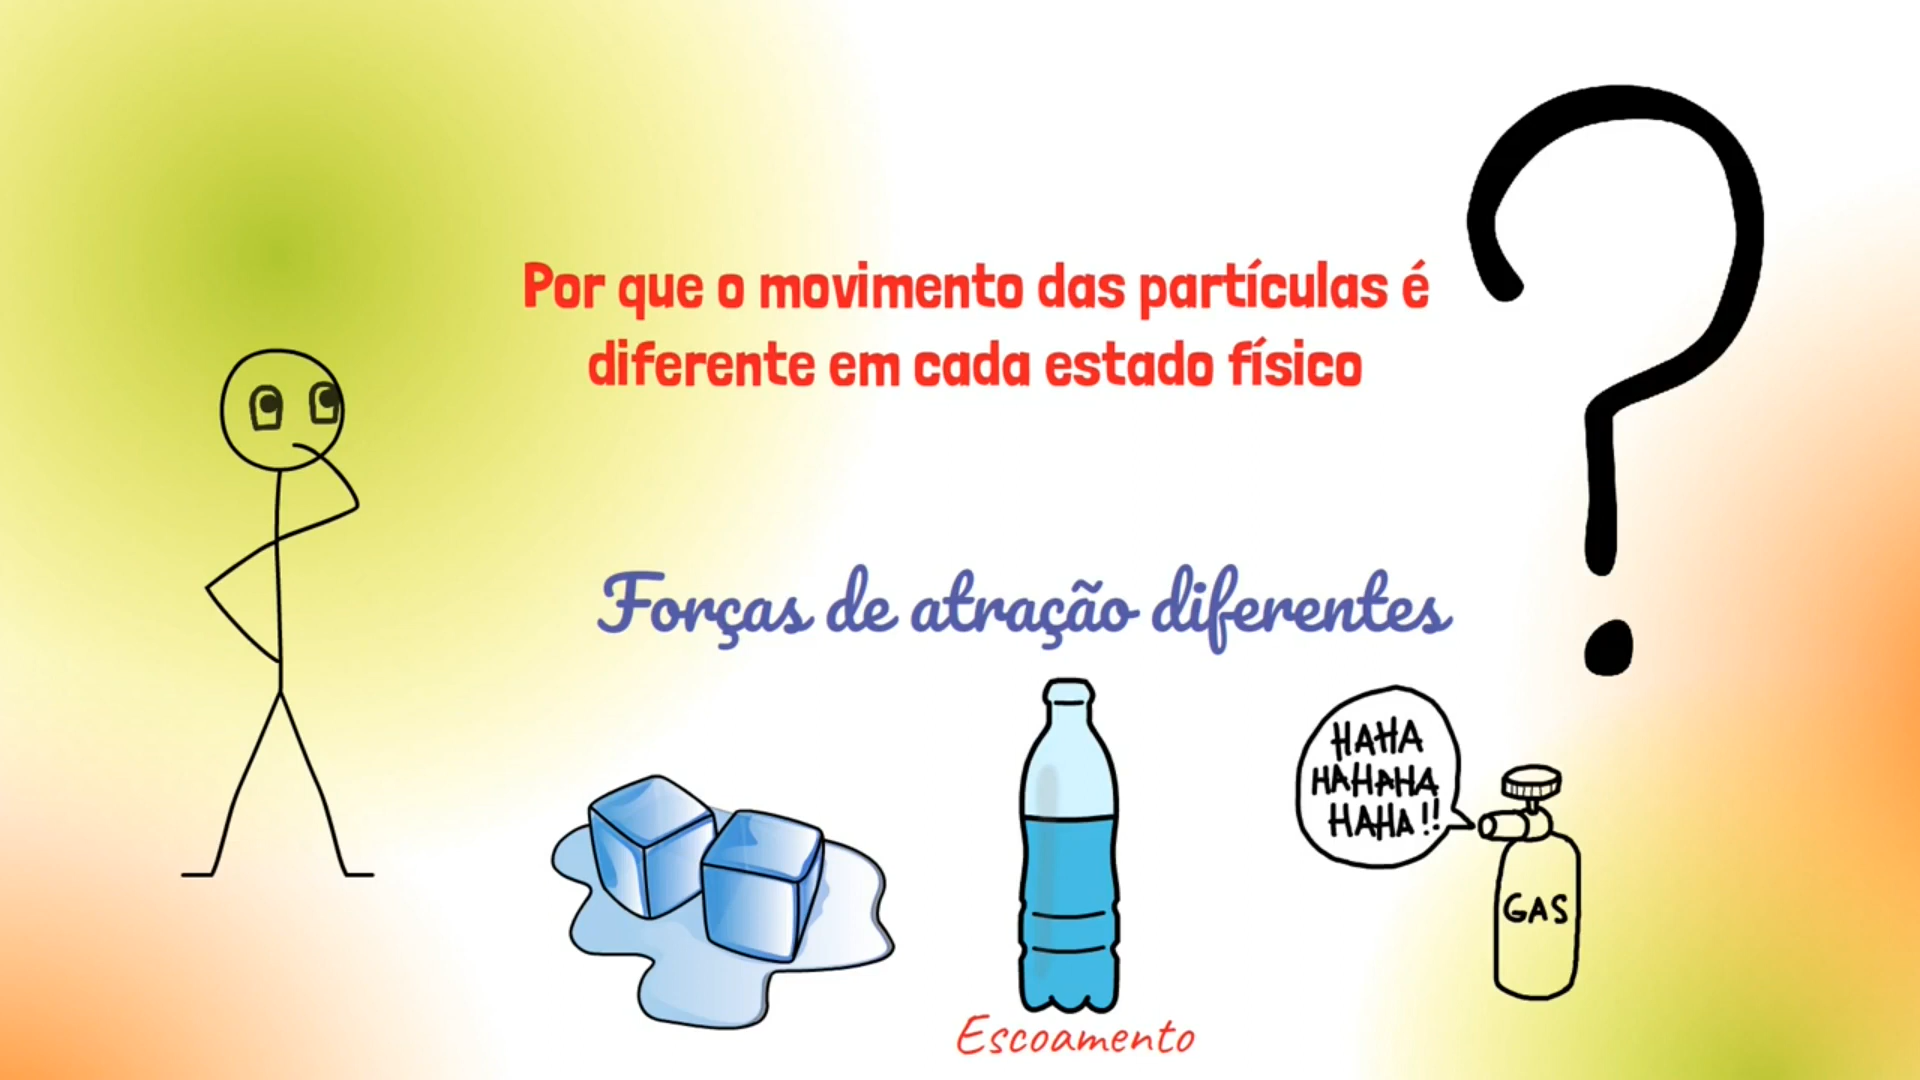 Por que o movimento das partículas é
diferente em cada estado físico
Forças de atração diferentes
HAHA
HAHAHA
HAHA!!
GAS
Escoamento